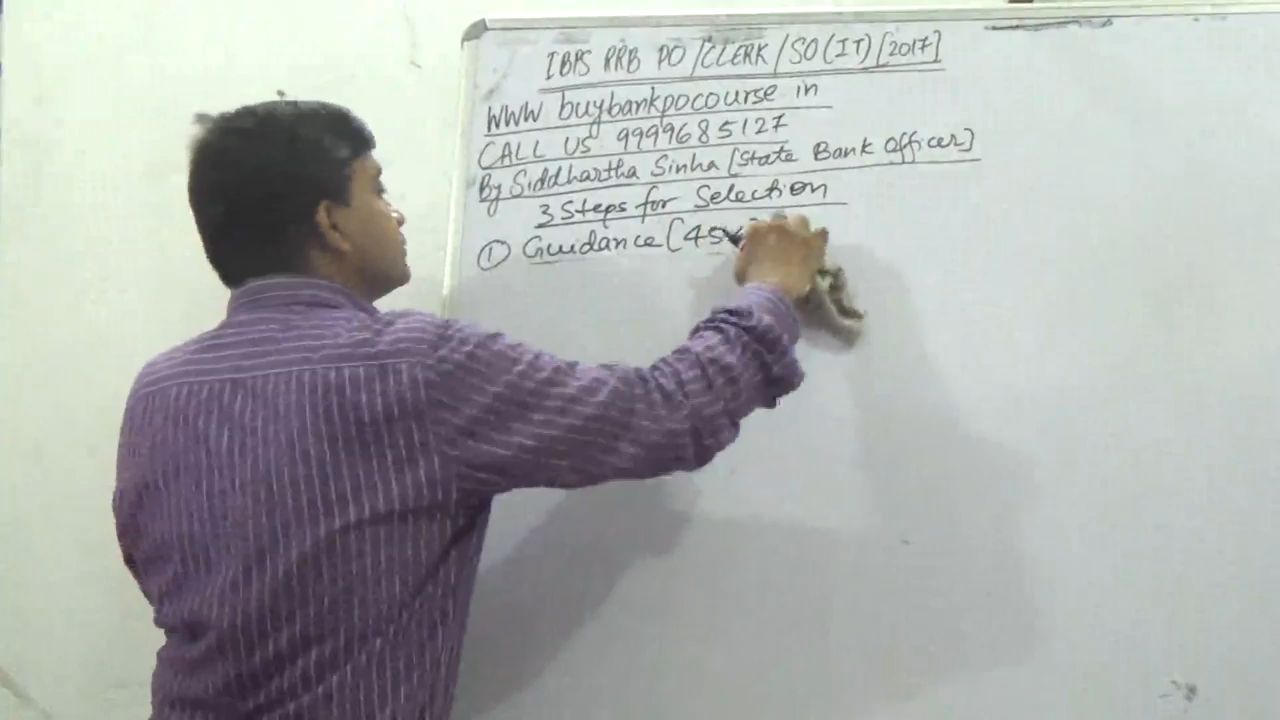 IBPS RRB PO/CLERK/SO(IT)[2017]
WWW buybankpocourse in
CALL US 9999685127
By Siddhartha Sinha [State Bank officer]
3 Steps for Selection
① Guidance [45